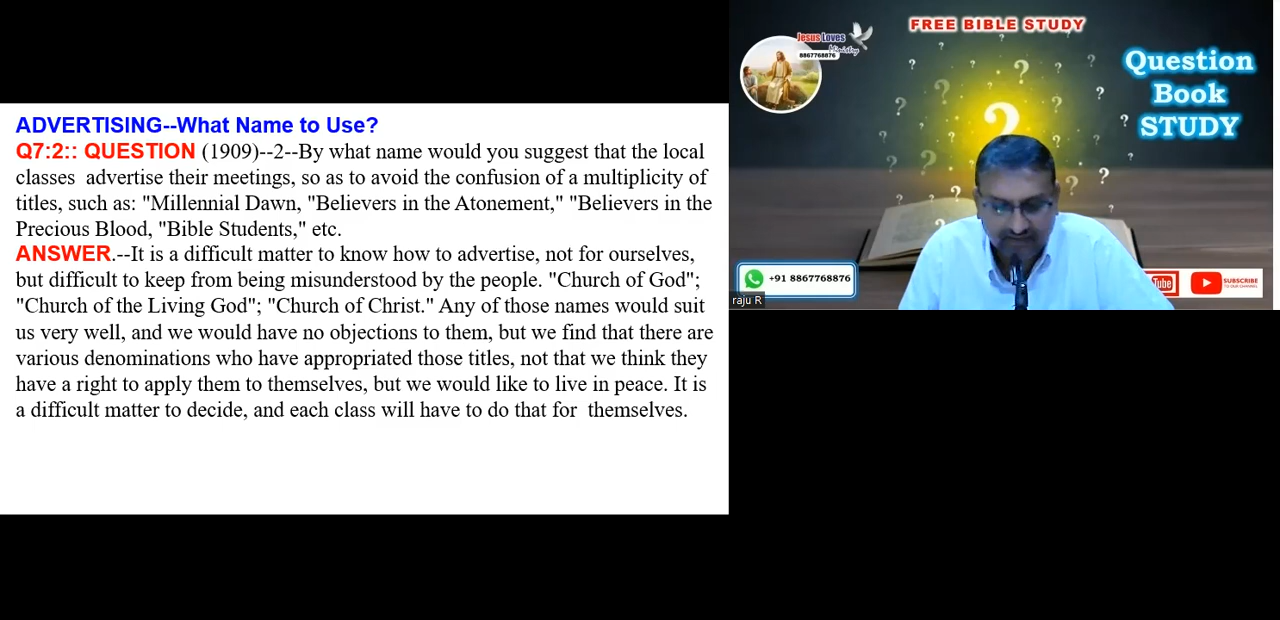 ADVERTISING--What Name to Use?
Q7:2:: QUESTION (1909)--2--By what name would you suggest that the local
classes  advertise their meetings, so as to avoid the confusion of a multiplicity of
titles, such as: "Millennial Dawn, "Believers in the Atonement," "Believers in the
Precious Blood, "Bible Students," etc.
ANSWER.--It is a difficult matter to know how to advertise, not for ourselves,
but difficult to keep from being misunderstood by the people. "Church of God";
"Church of the Living God"; "Church of Christ." Any of those names would suit
us very well, and we would have no objections to them, but we find that there are
various denominations who have appropriated those titles, not that we think they
have a right to apply them to themselves, but we would like to live in peace. It is
a difficult matter to decide, and each class will have to do that for  themselves.
FREE BIBLE STUDY
Jesus Loves
Ministry
8867768876
Question
Book
STUDY
+91 8867768876
raju R
Tube
SUBSCRIBE
TO OUR CHANNEL